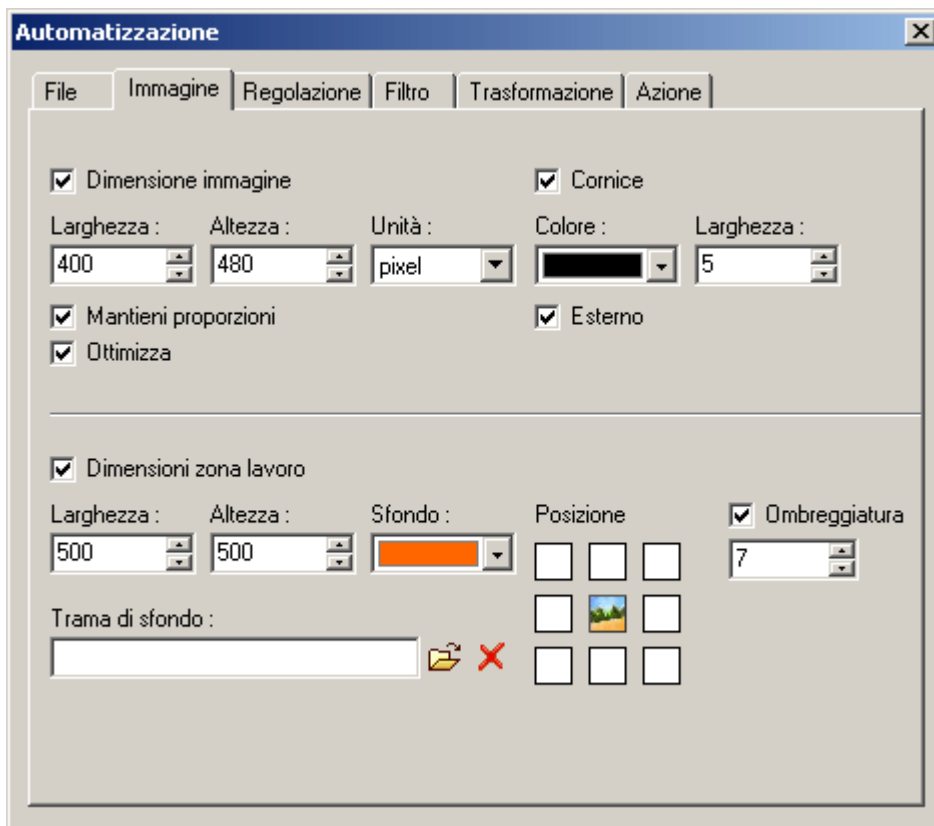 Automatizzazione
File Immagine Regolazione Filtro Trasformazione Azione
Dimensione immagine Cornice
Larghezza : Altezza : Unità : Colore : Larghezza :
400 480 pixel 5
Mantieni proporzioni Esterno
Ottimizza
Dimensioni zona lavoro
Larghezza : Altezza : Sfondo : Posizione Ombreggiatura
500 500 7
Trama di sfondo :